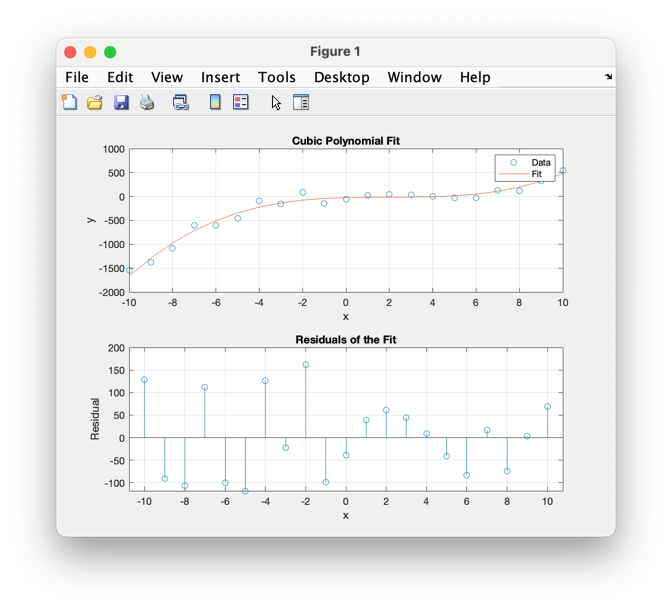 Figure 1
File Edit View Insert Tools Desktop Window Help
Cubic Polynomial Fit
1000
500
0
-500
-1000
-1500
-2000
y
Data
Fit
-10 -8 -6 -4 -2 0 2 4 6 8 10
x
Residuals of the Fit
200
150
100
50
0
-50
-100
Residual
-10 -8 -6 -4 -2 0 2 4 6 8 10
x